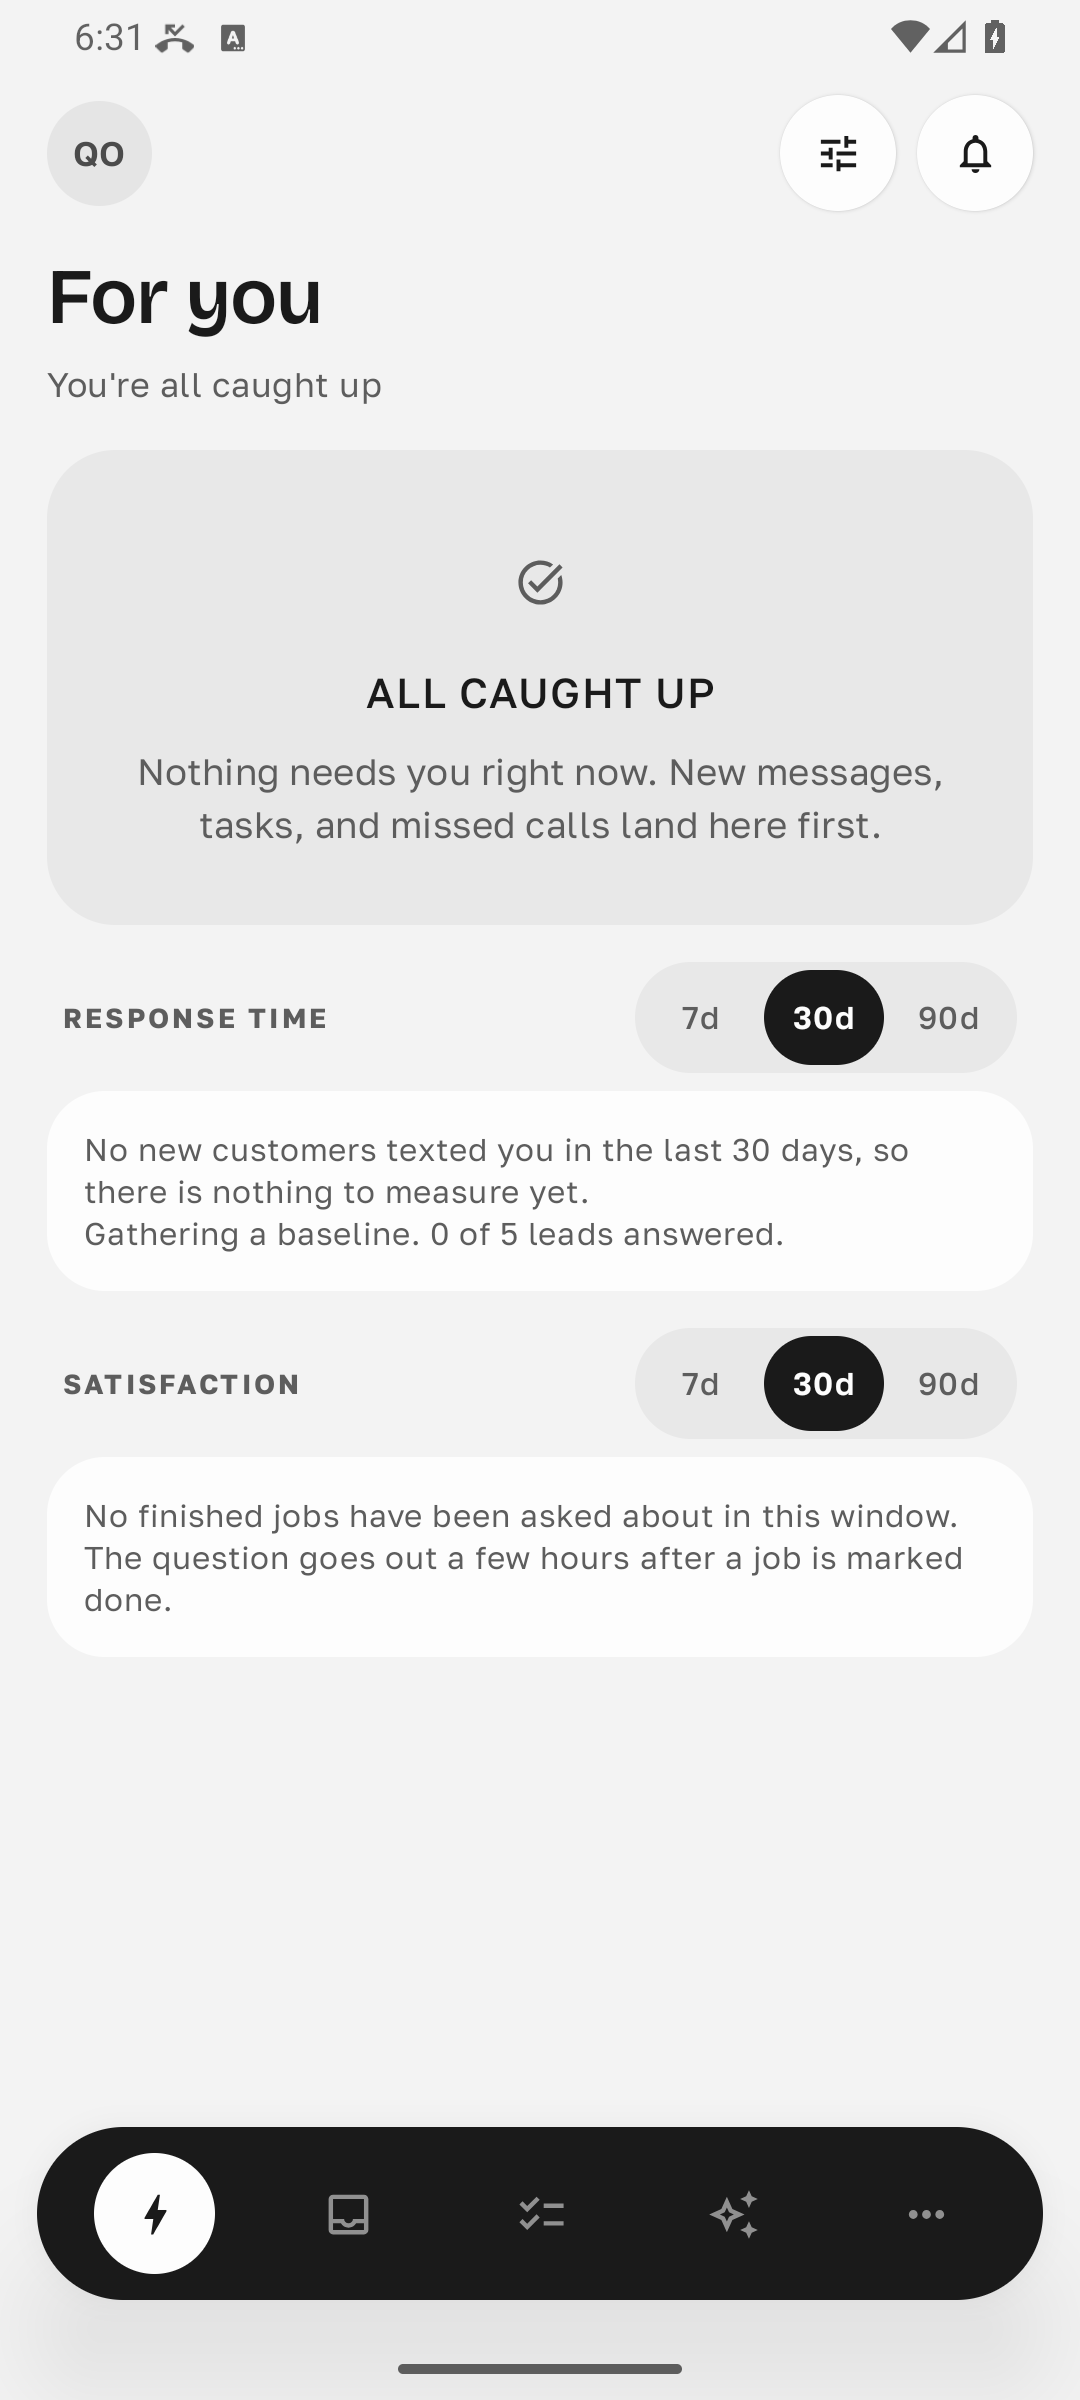 6:31
QO
For you
You're all caught up
ALL CAUGHT UP
Nothing needs you right now. New messages,
tasks, and missed calls land here first.
RESPONSE TIME
7d 30d 90d
No new customers texted you in the last 30 days, so
there is nothing to measure yet.
Gathering a baseline. 0 of 5 leads answered.
SATISFACTION
7d 30d 90d
No finished jobs have been asked about in this window.
The question goes out a few hours after a job is marked
done.